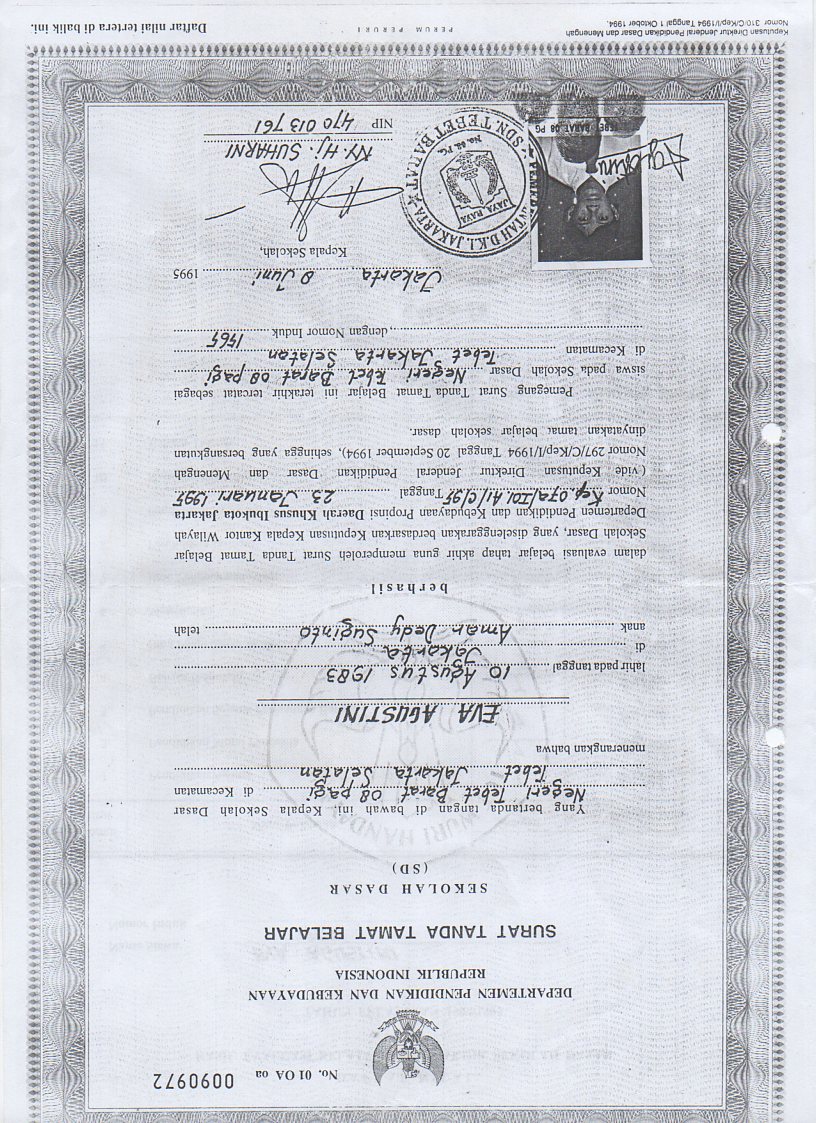 No. 01 OA oa 0090972
DEPARTEMEN PENDIDIKAN DAN KEBUDAYAAN
REPUBLIK INDONESIA
SURAT TANDA TAMAT BELAJAR
SEKOLAH DASAR
(SD)
Yang bertanda tangan di bawah ini, Kepala Sekolah Dasar
Negeri Tebet Barat 08 pagi di Kecamatan
Tebet Jakarta Selatan
menerangkan bahwa
EVA AGUSTINI
lahir pada tanggal 10 Agustus 1983
di Jakarta
anak Aman Dedy Suginto telah
berhasil
dalam evaluasi belajar tahap akhir guna memperoleh Surat Tanda Tamat Belajar
Sekolah Dasar, yang diselenggarakan berdasarkan Keputusan Kepala Kantor Wilayah
Departemen Pendidikan dan Kebudayaan Propinsi Daerah Khusus Ibukota Jakarta
Nomor Kep.07a/I01.A1/C/95 Tanggal 23 Januari 1995
(vide Keputusan Direktur Jenderal Pendidikan Dasar dan Menengah
Nomor 297/C/Kep/I/1994 Tanggal 20 September 1994), sehingga yang bersangkutan
dinyatakan tamat belajar sekolah dasar.
Pemegang Surat Tanda Tamat Belajar ini terakhir tercatat sebagai
siswa pada Sekolah Dasar Negeri Tebet Barat 08 pagi
di Kecamatan Tebet Jakarta Selatan
, dengan Nomor Induk 1565
Jakarta, 8 Juni 1995
Kepala Sekolah,
PEMERINTAH D.K.I. JAKARTA
JAYA RAYA
No. 08. PG.
SDN. TEBET BARAT
Agustini
TEBET BARAT 08 PG
NY. Hj. SUHARNI
NIP 470 013 761
Keputusan Direktur Jenderal Pendidikan Dasar dan Menengah
Nomor 310/C/Kep/I/1994 Tanggal 1 Oktober 1994.
PERUM PERURI
Daftar nilai tertera di balik ini.